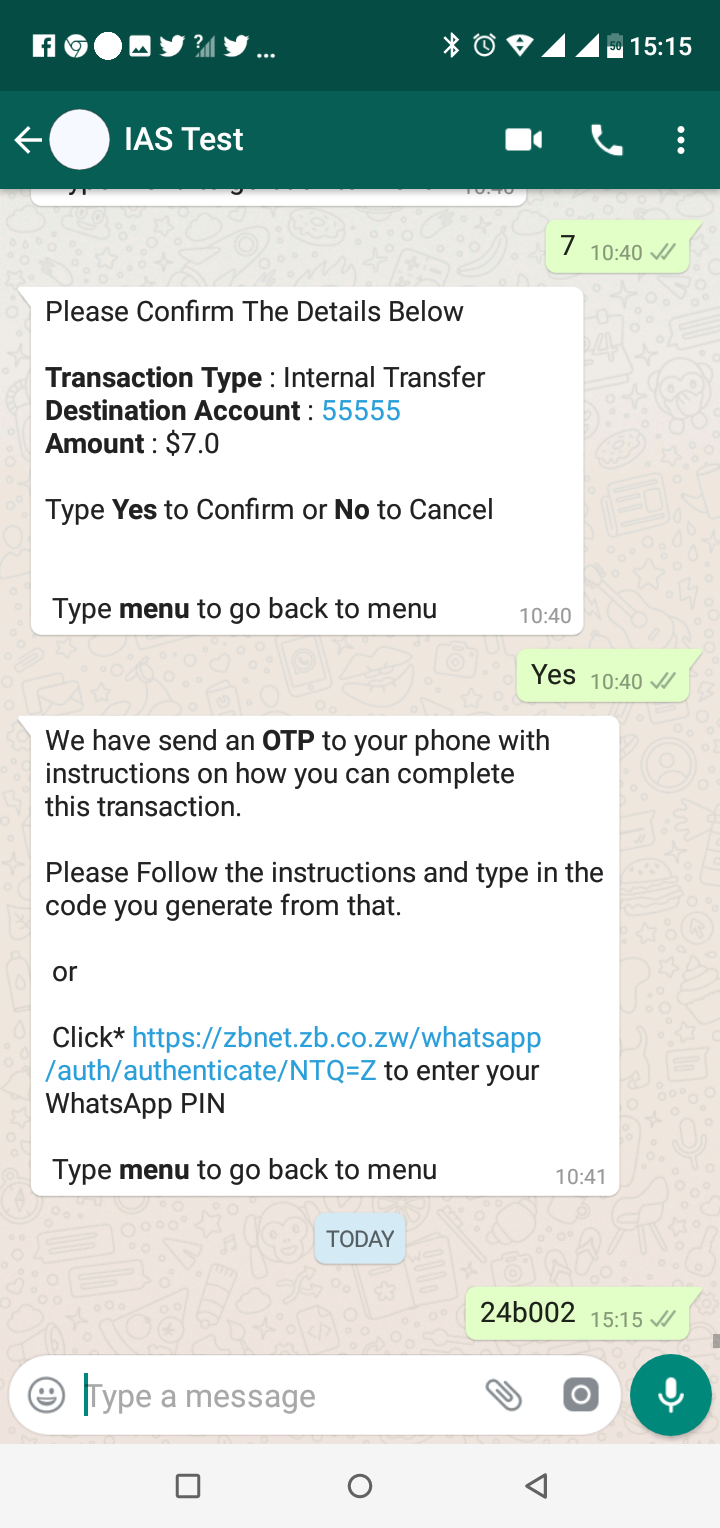 15:15
IAS Test
7 10:40
Please Confirm The Details Below
Transaction Type : Internal Transfer
Destination Account : 55555
Amount : $7.0
Type Yes to Confirm or No to Cancel
Type menu to go back to menu
10:40
Yes 10:40
We have send an OTP to your phone with
instructions on how you can complete
this transaction.
Please Follow the instructions and type in the
code you generate from that.
or
Click* https://zbnet.zb.co.zw/whatsapp
/auth/authenticate/NTQ=Z to enter your
WhatsApp PIN
Type menu to go back to menu
10:41
TODAY
24b002 15:15
Type a message